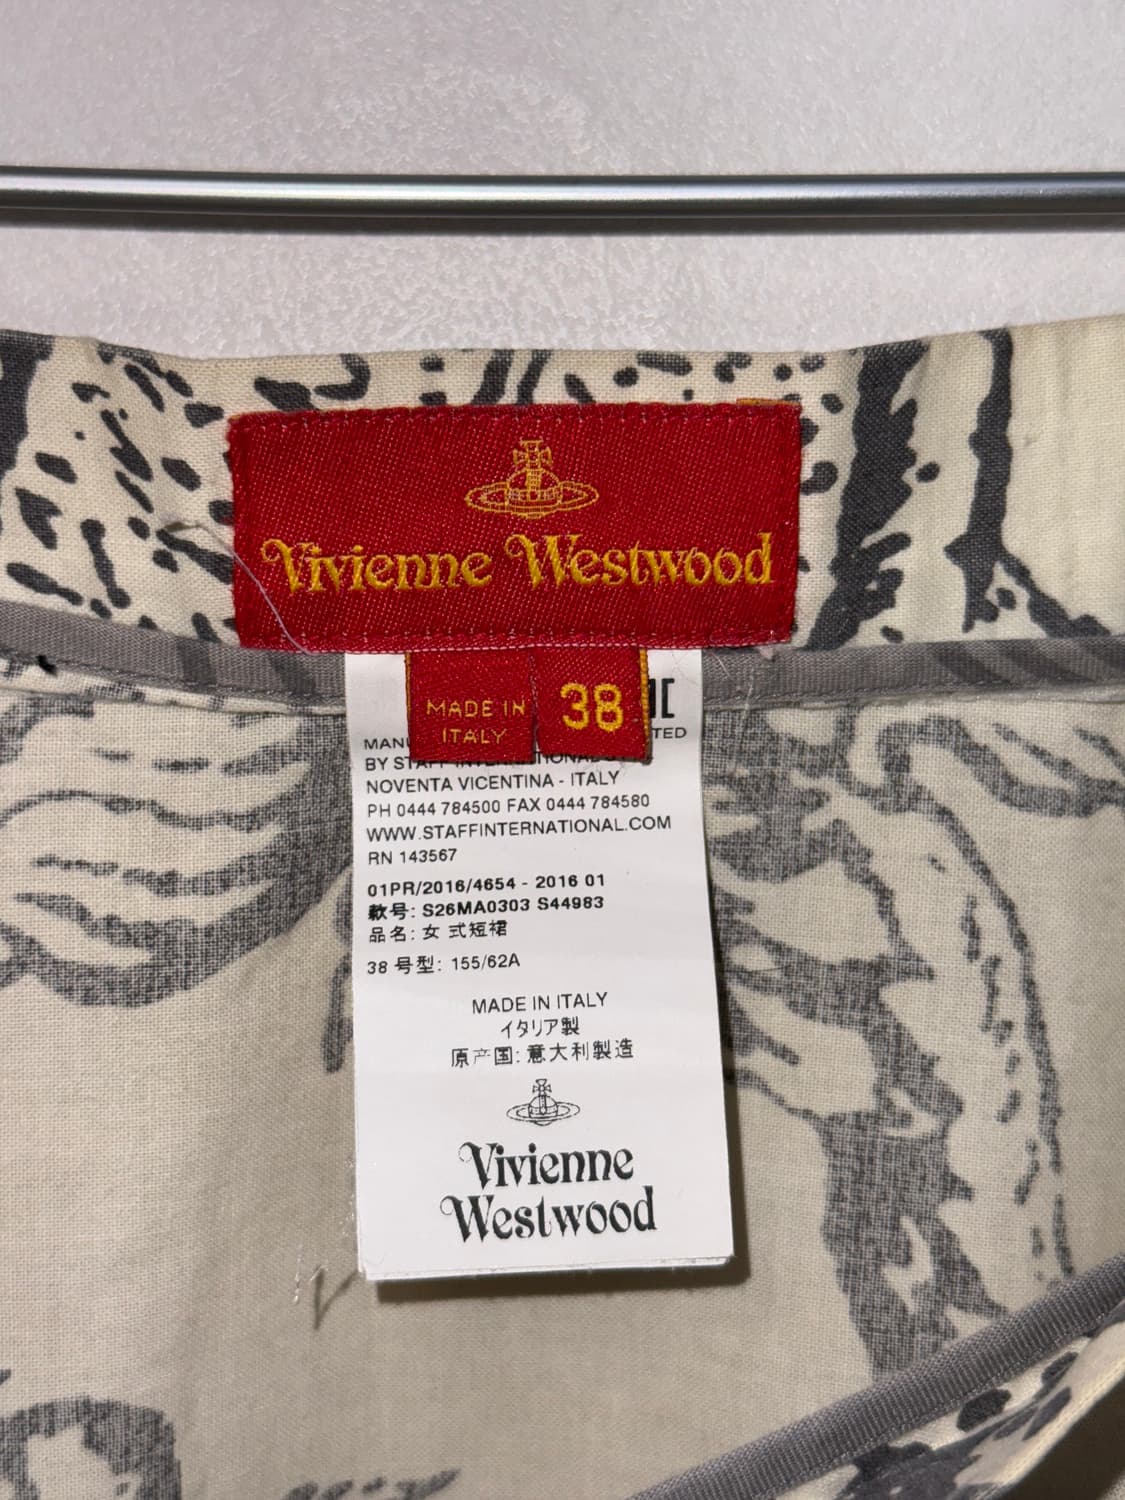 Vivienne Westwood
MADE IN
ITALY
38
TED
BY
NOVENTA VICENTINA - ITALY
PH 0444 784500 FAX 0444 784580
WWW.STAFFINTERNATIONAL.COM
RN 143567
01PR/2016/4654 - 2016 01
款号: S26MA0303 S44983
品名: 女 式短裙
38 号型: 155/62A
MADE IN ITALY
イタリア製
原产国: 意大利製造
Vivienne
Westwood